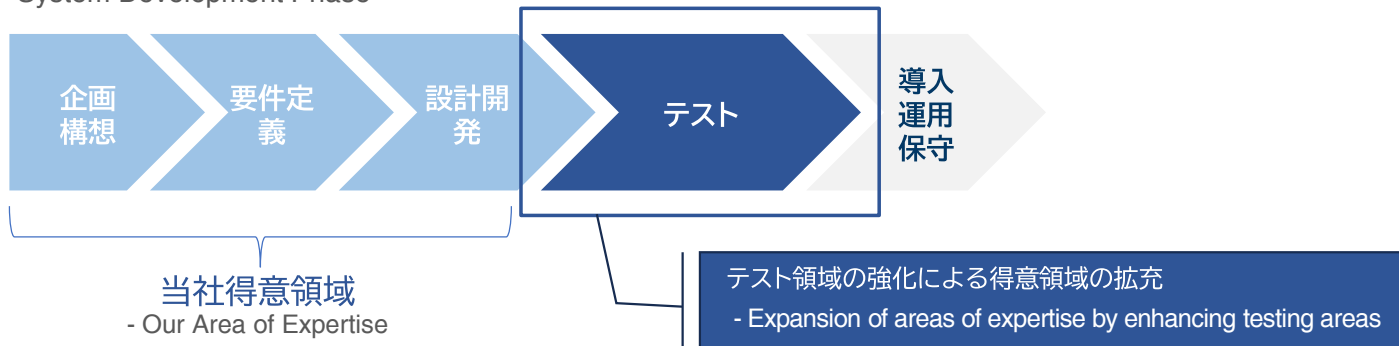 System Development Phase
企画
構想
要件定
義
設計開
発
テスト
導入
運用
保守
当社得意領域
- Our Area of Expertise
テスト領域の強化による得意領域の拡充
- Expansion of areas of expertise by enhancing testing areas